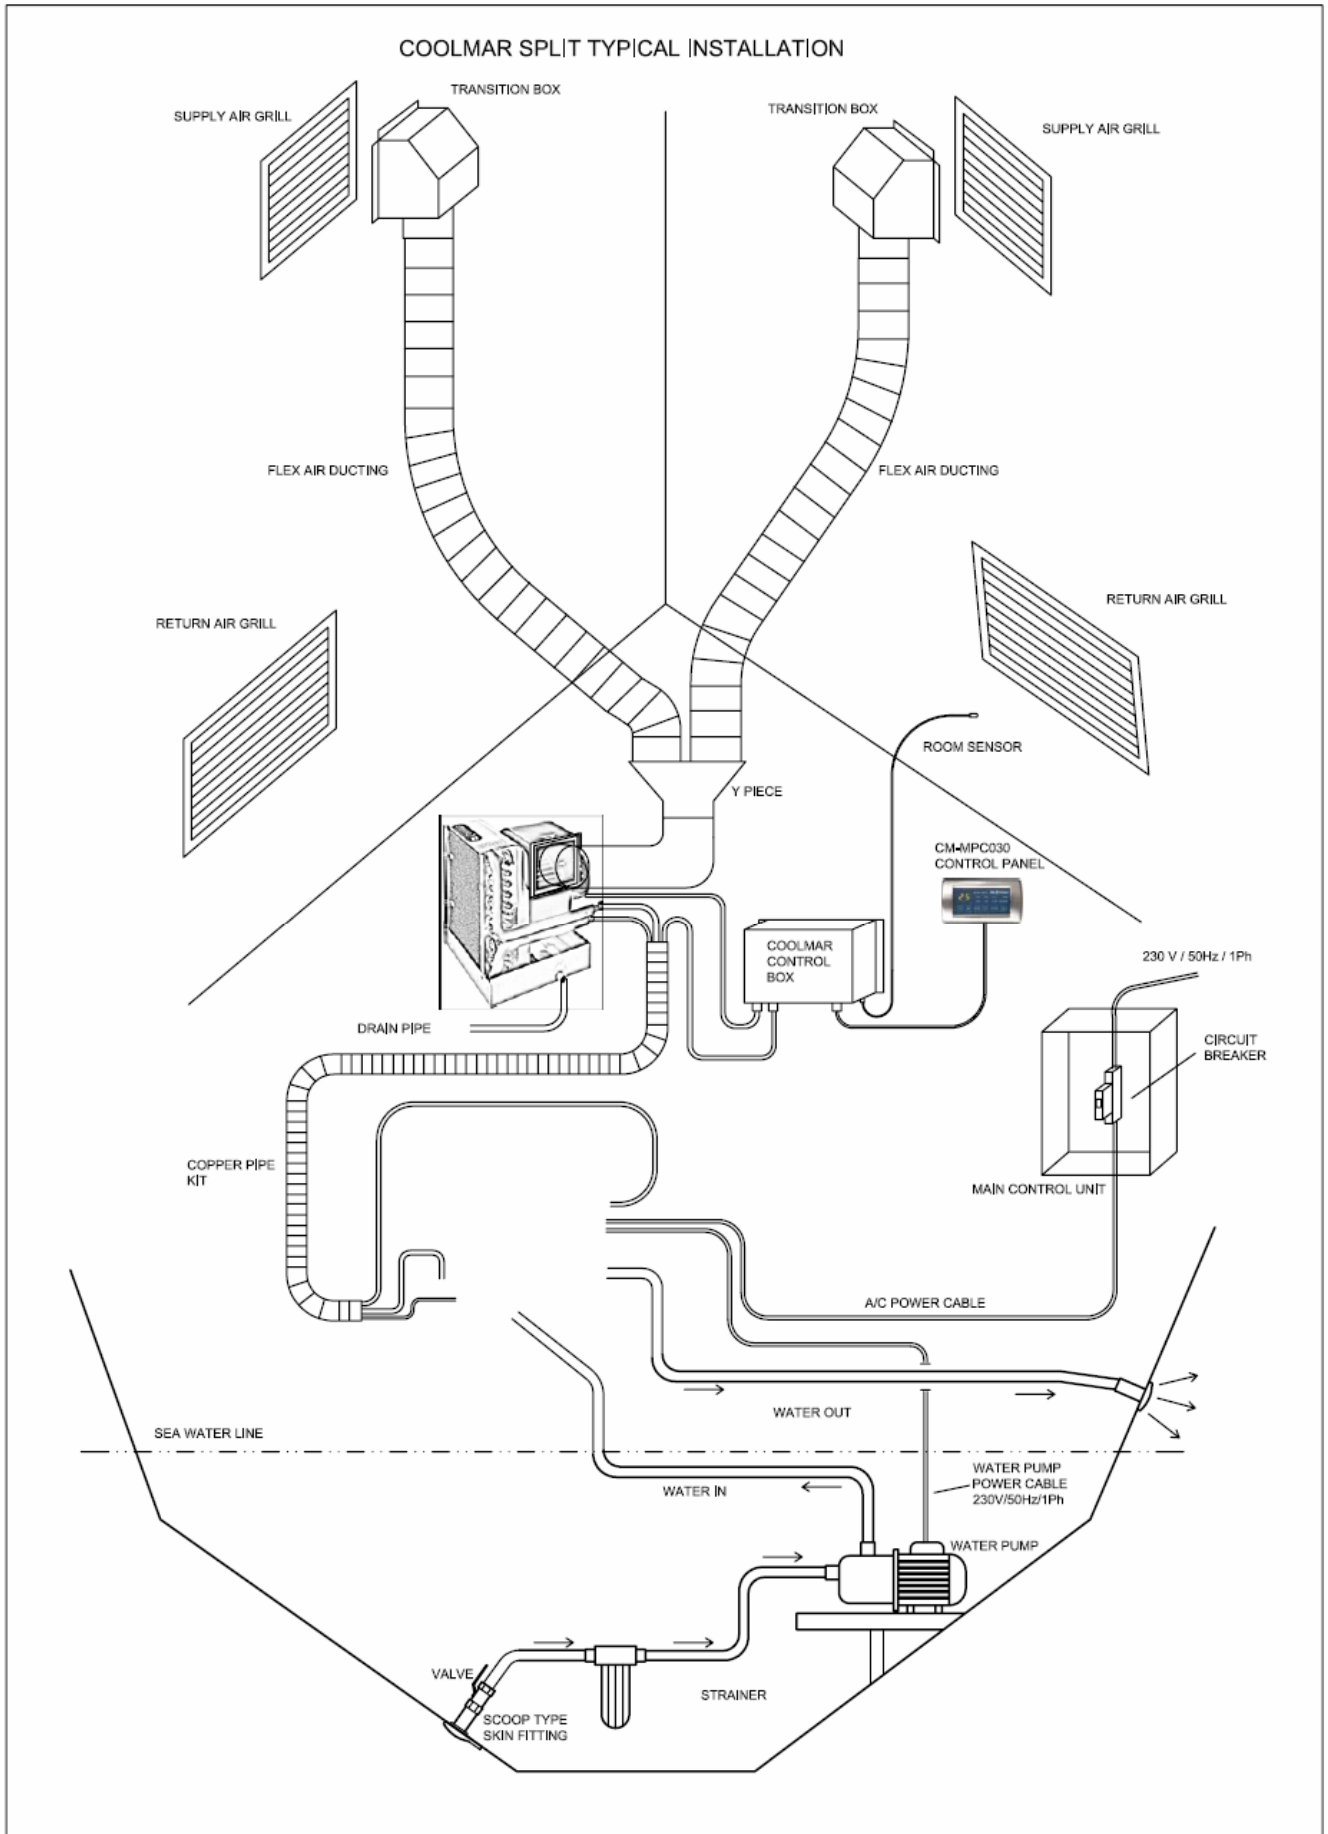 COOLMAR SPLIT TYPICAL INSTALLATION
TRANSITION BOX
SUPPLY AIR GRILL
TRANSITION BOX
SUPPLY AIR GRILL
FLEX AIR DUCTING
FLEX AIR DUCTING
RETURN AIR GRILL
RETURN AIR GRILL
ROOM SENSOR
Y PIECE
CM-MPC030
CONTROL PANEL
COOLMAR
CONTROL
BOX
230 V / 50Hz / 1Ph
DRAIN PIPE
CIRCUIT
BREAKER
COPPER PIPE
KIT
MAIN CONTROL UNIT
A/C POWER CABLE
WATER OUT
SEA WATER LINE
WATER PUMP
POWER CABLE
230V/50Hz/1Ph
WATER IN
WATER PUMP
VALVE
STRAINER
SCOOP TYPE
SKIN FITTING